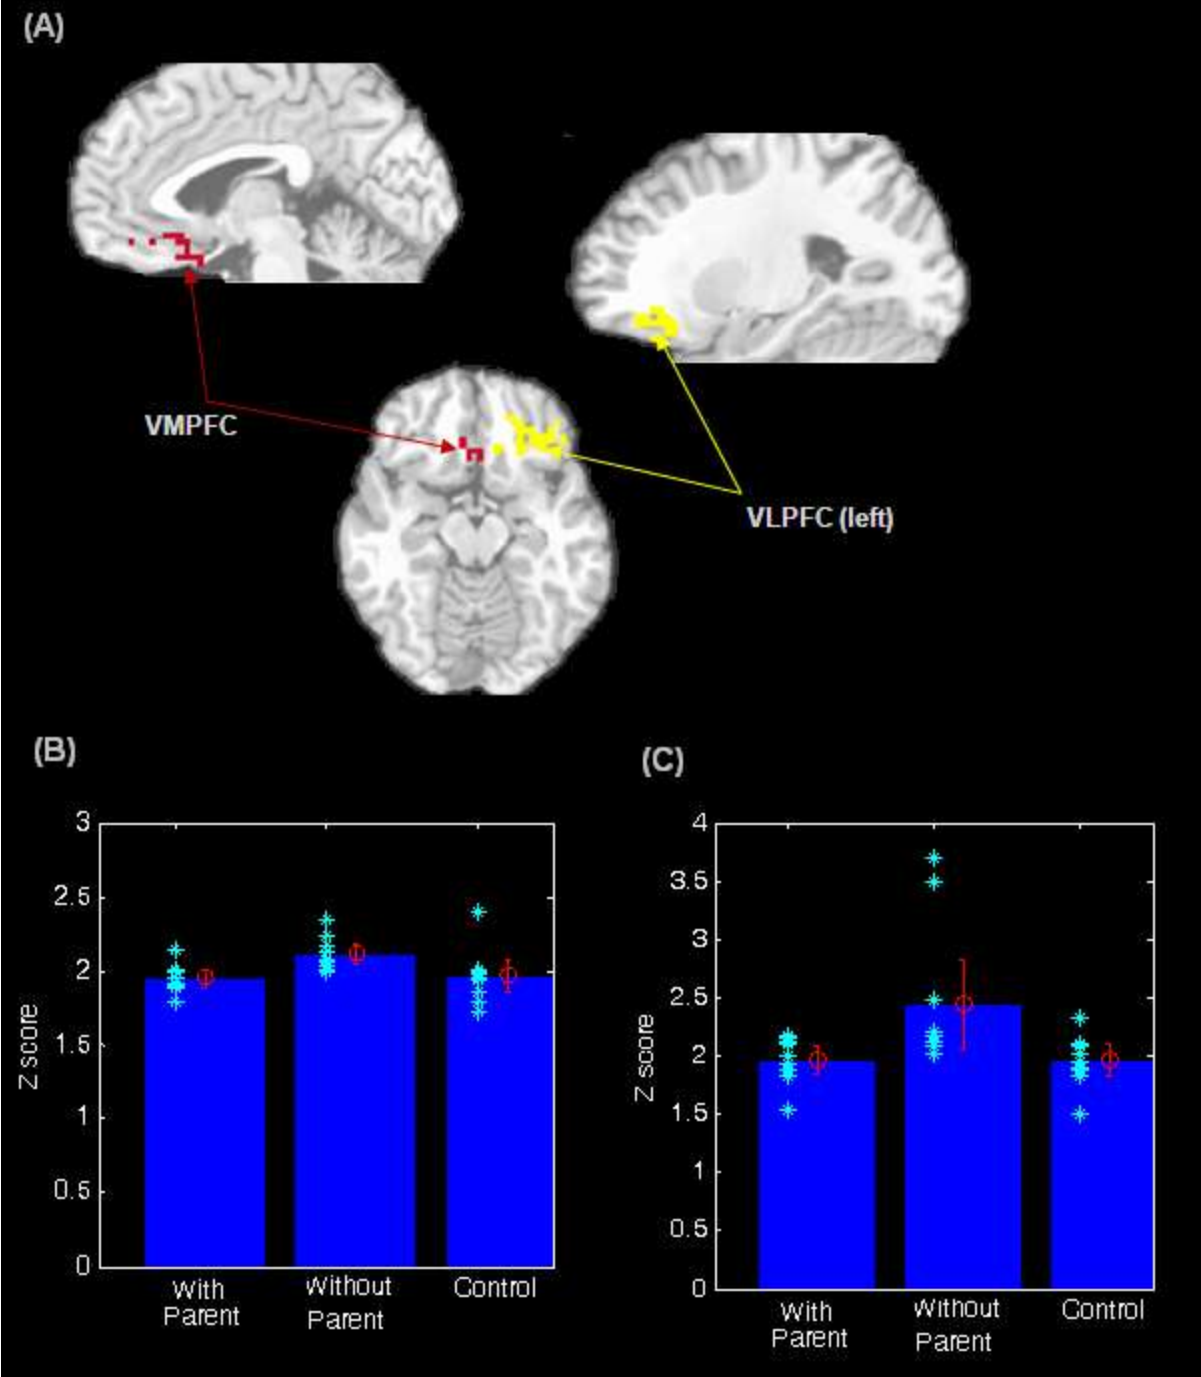 (A)
VMPFC
VLPFC (left)
(B)
3
2.5
2
1.5
1
0.5
0
Z score
With
Parent
Without
Parent
Control
(C)
4
3.5
3
2.5
2
1.5
1
0.5
0
Z score
With
Parent
Without
Parent
Control